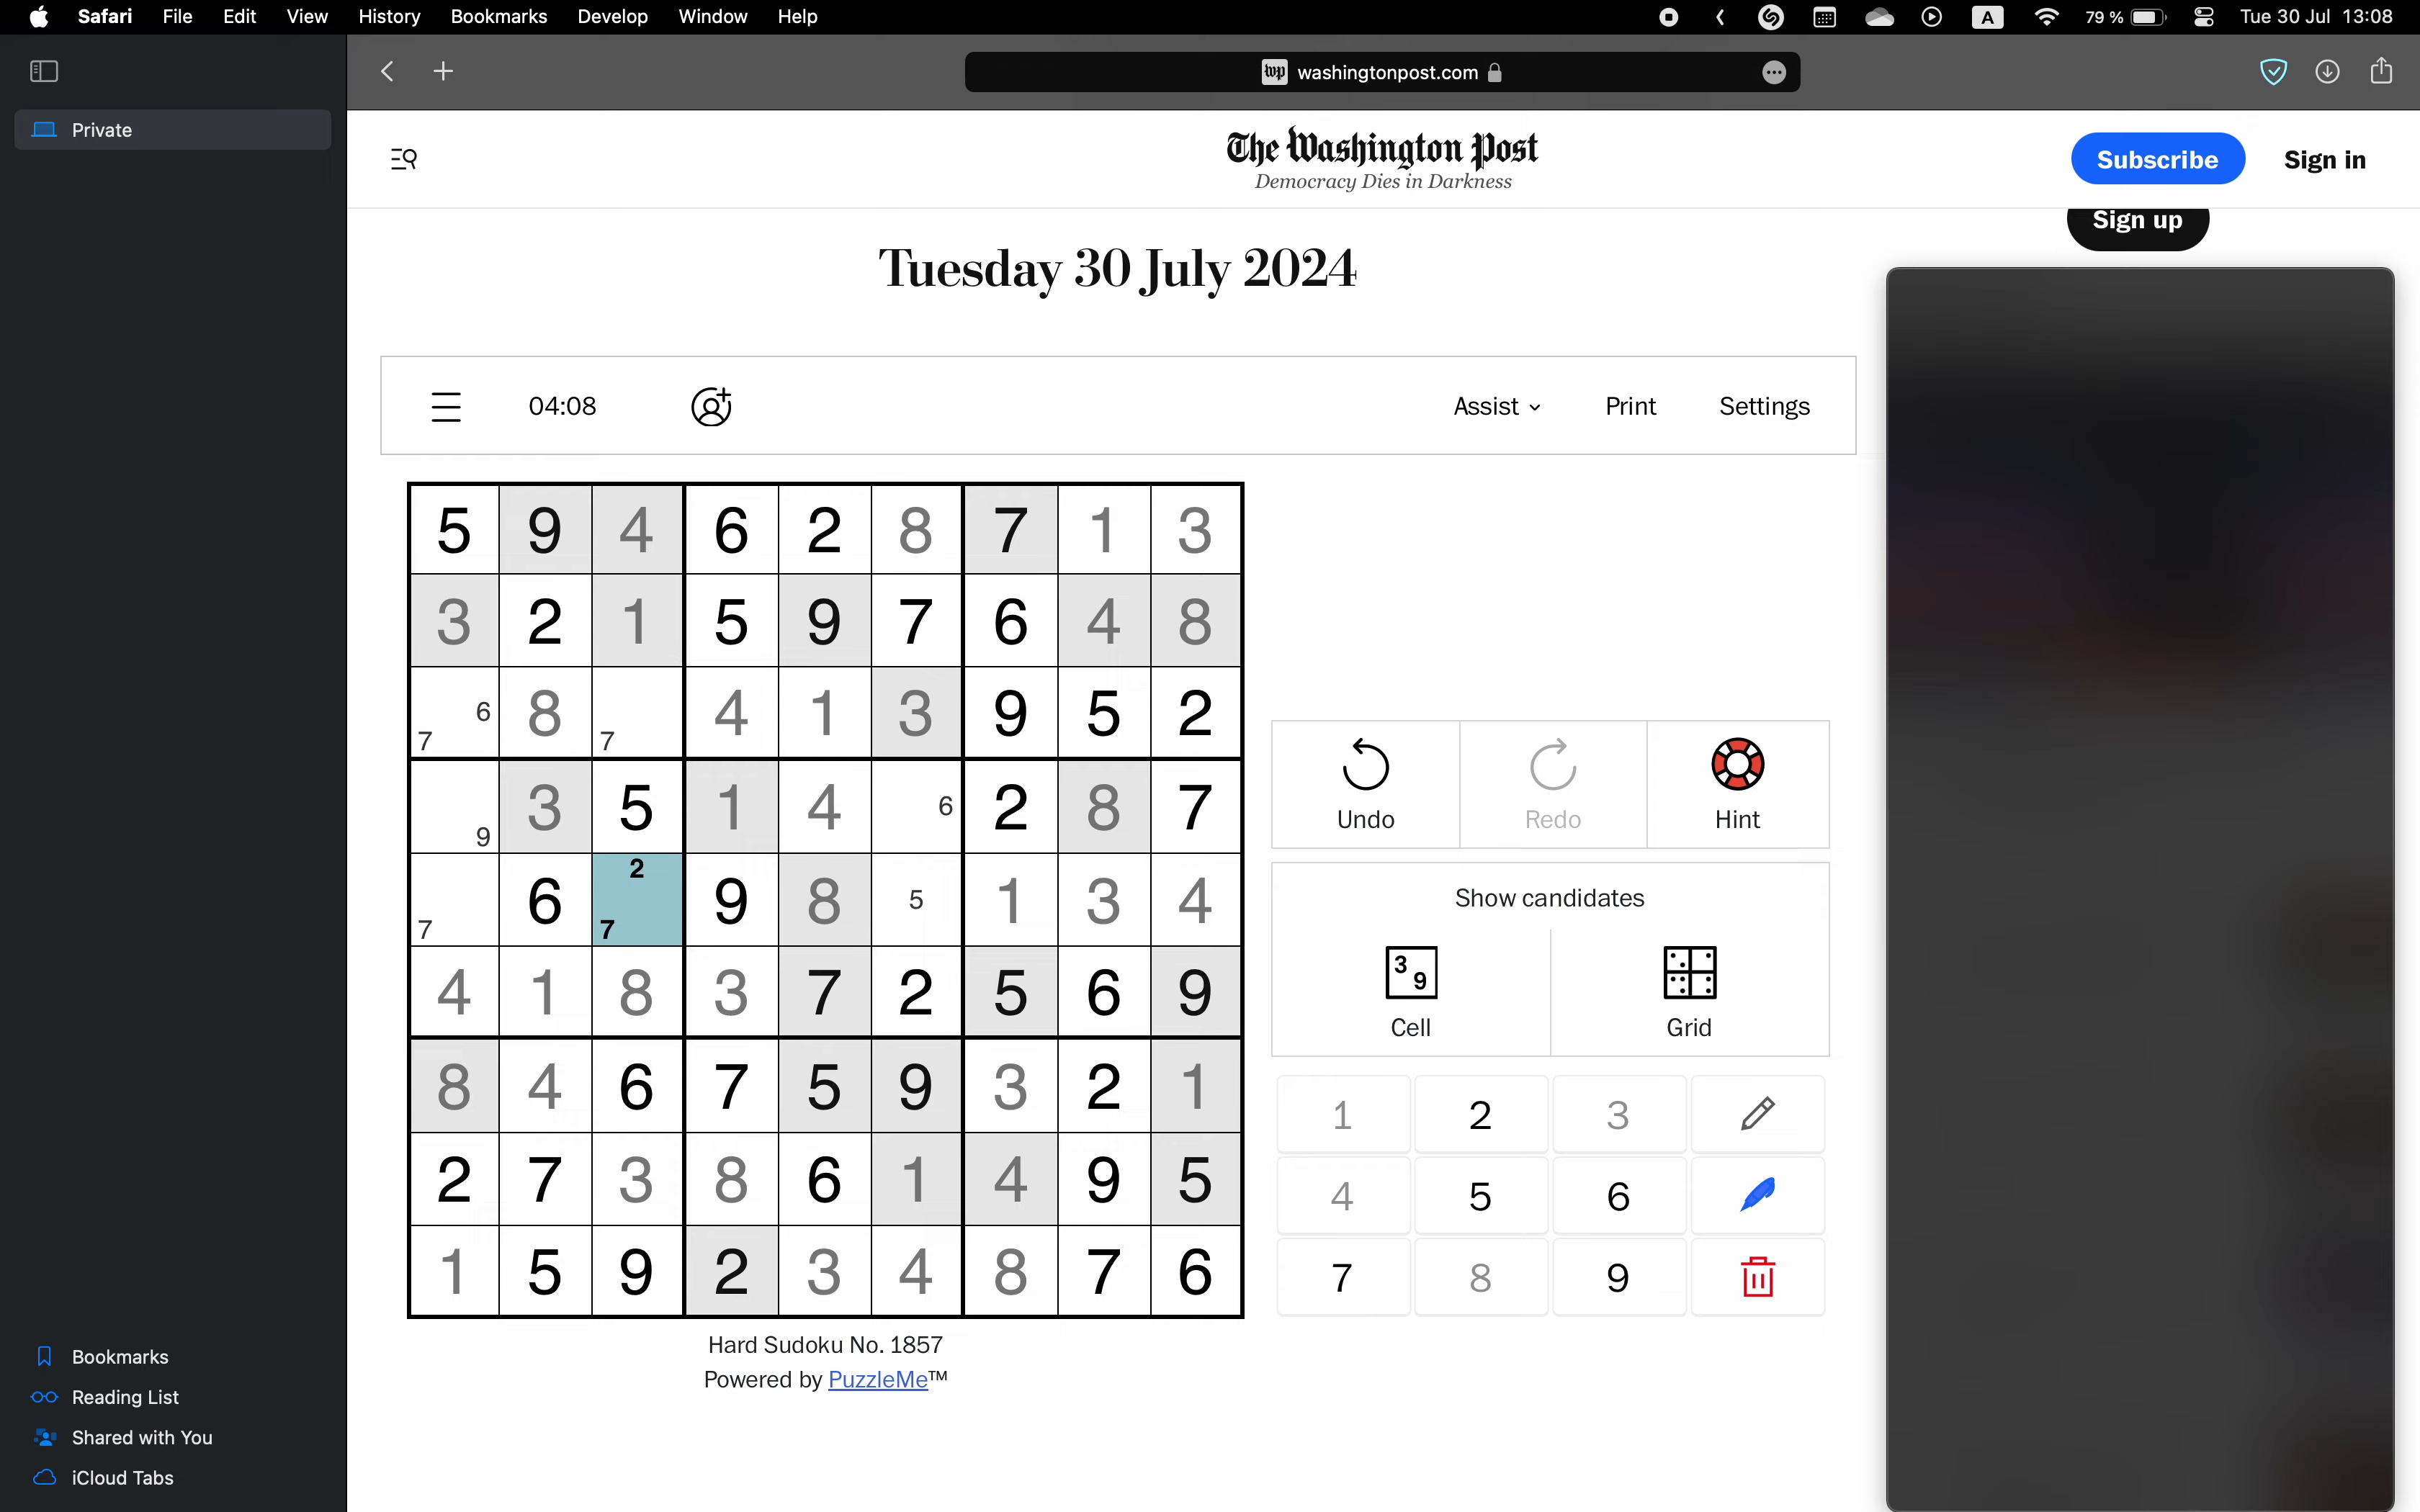 Safari File Edit View History Bookmarks Develop Window Help A 79 % Tue 30 Jul 13:08
wp washingtonpost.com
Private
The Washington Post
Democracy Dies in Darkness
Subscribe Sign in
Sign up
Tuesday 30 July 2024
04:08 Assist Print Settings
5 9 4 6 2 8 7 1 3
3 2 1 5 9 7 6 4 8
6 7 8 7 4 1 3 9 5 2
9 3 5 1 4 6 2 8 7
7 6 2 7 9 8 5 1 3 4
4 1 8 3 7 2 5 6 9
8 4 6 7 5 9 3 2 1
2 7 3 8 6 1 4 9 5
1 5 9 2 3 4 8 7 6
Undo Redo Hint
Show candidates
3 9
Cell Grid
1 2 3
4 5 6
7 8 9
Hard Sudoku No. 1857
Powered by PuzzleMe™
Bookmarks
Reading List
Shared with You
iCloud Tabs